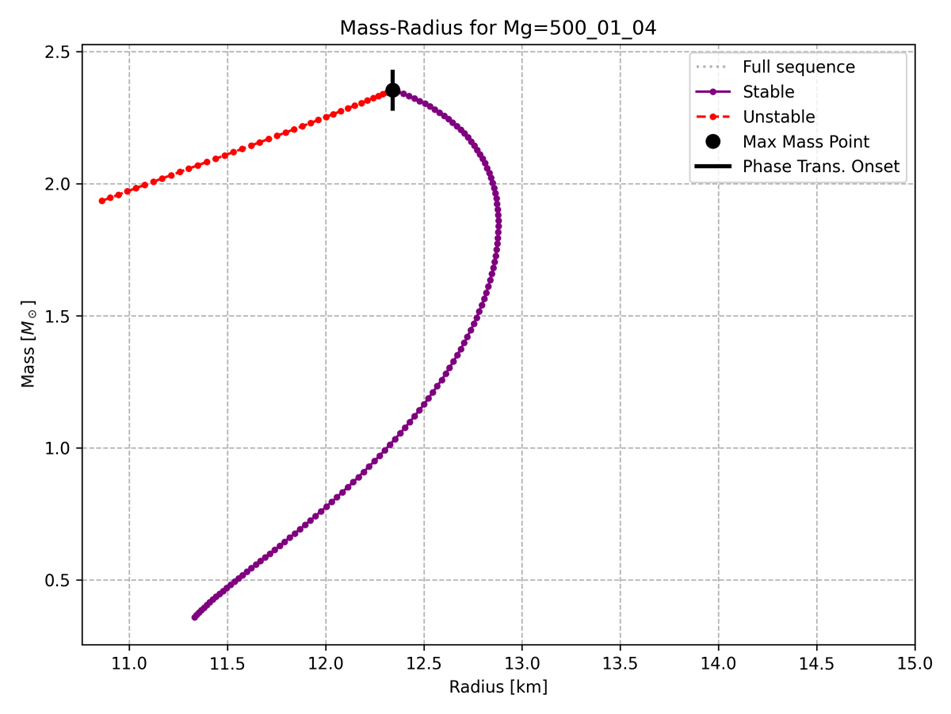 Mass-Radius for Mg=500_01_04
2.5
2.0
1.5
1.0
0.5
Mass [M⊙]
Full sequence
Stable
Unstable
Max Mass Point
Phase Trans. Onset
11.0 11.5 12.0 12.5 13.0 13.5 14.0 14.5 15.0
Radius [km]